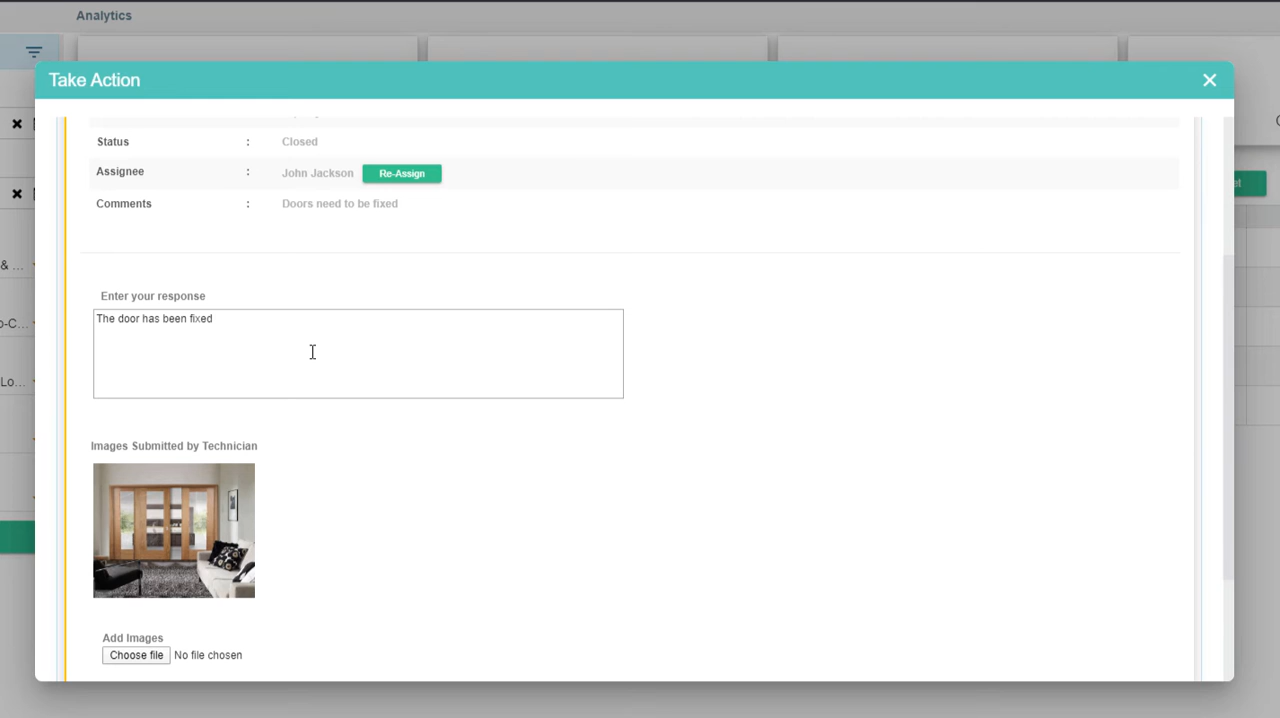 Analytics
Take Action
Status : Closed
Assignee : John Jackson Re-Assign
Comments : Doors need to be fixed
& ...
o-C...
Lo...
Enter your response
The door has been fixed
Images Submitted by Technician
Add Images
Choose file No file chosen